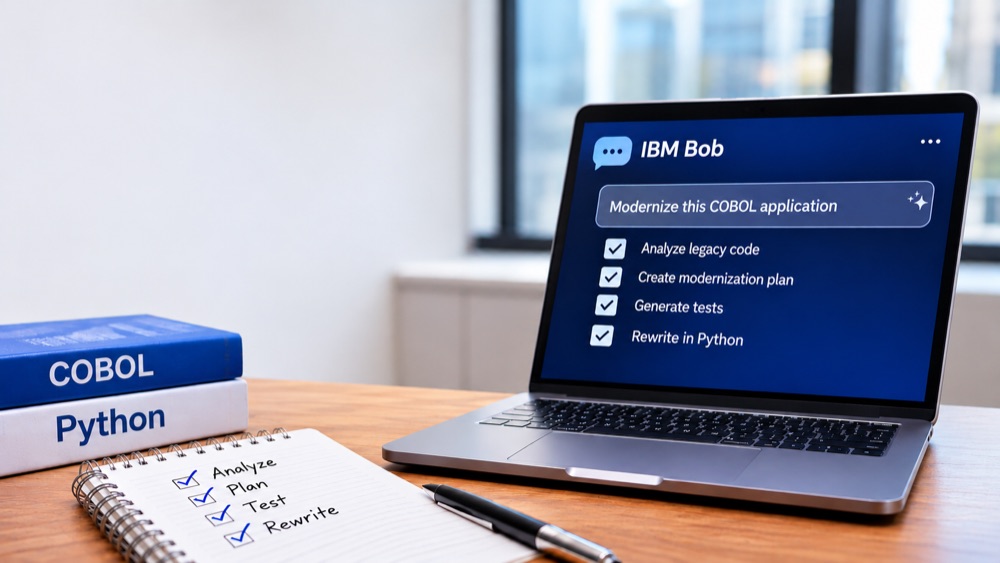 IBM Bob
Modernize this COBOL application
Analyze legacy code
Create modernization plan
Generate tests
Rewrite in Python
COBOL
Python
Analyze
Plan
Test
Rewrite